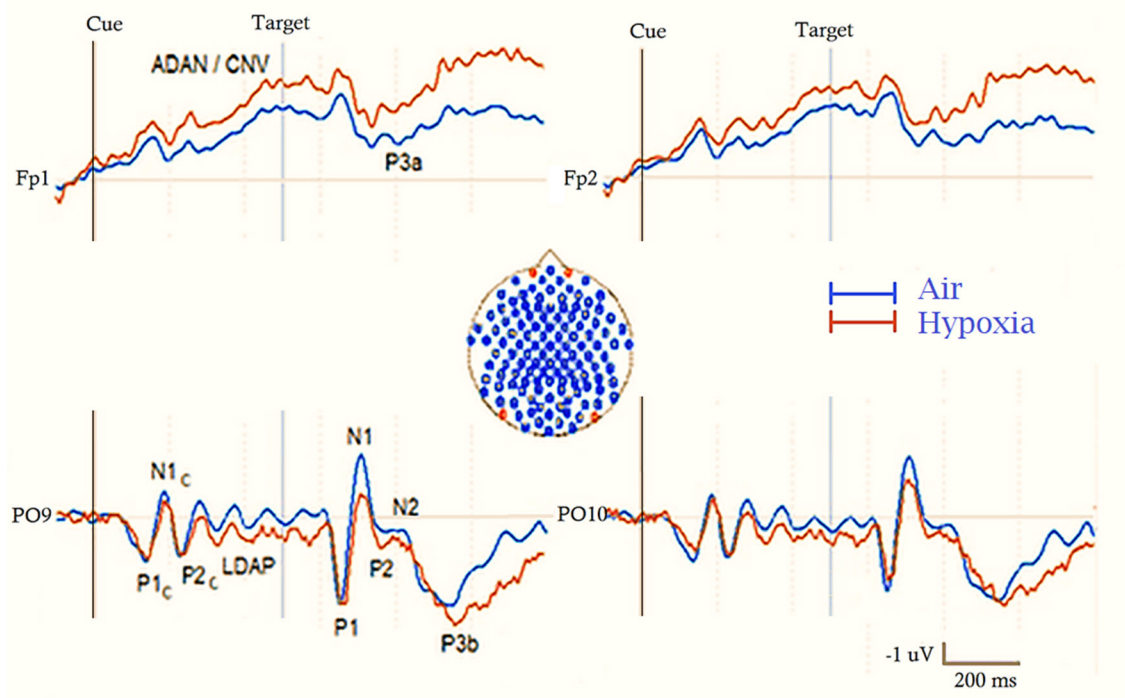 Cue
Target
Cue
Target
ADAN / CNV
P3a
Fp1
Fp2
Air
Hypoxia
N1
N1C
N2
PO9
PO10
P1C
P2C
LDAP
P2
P1
P3b
-1 uV
200 ms